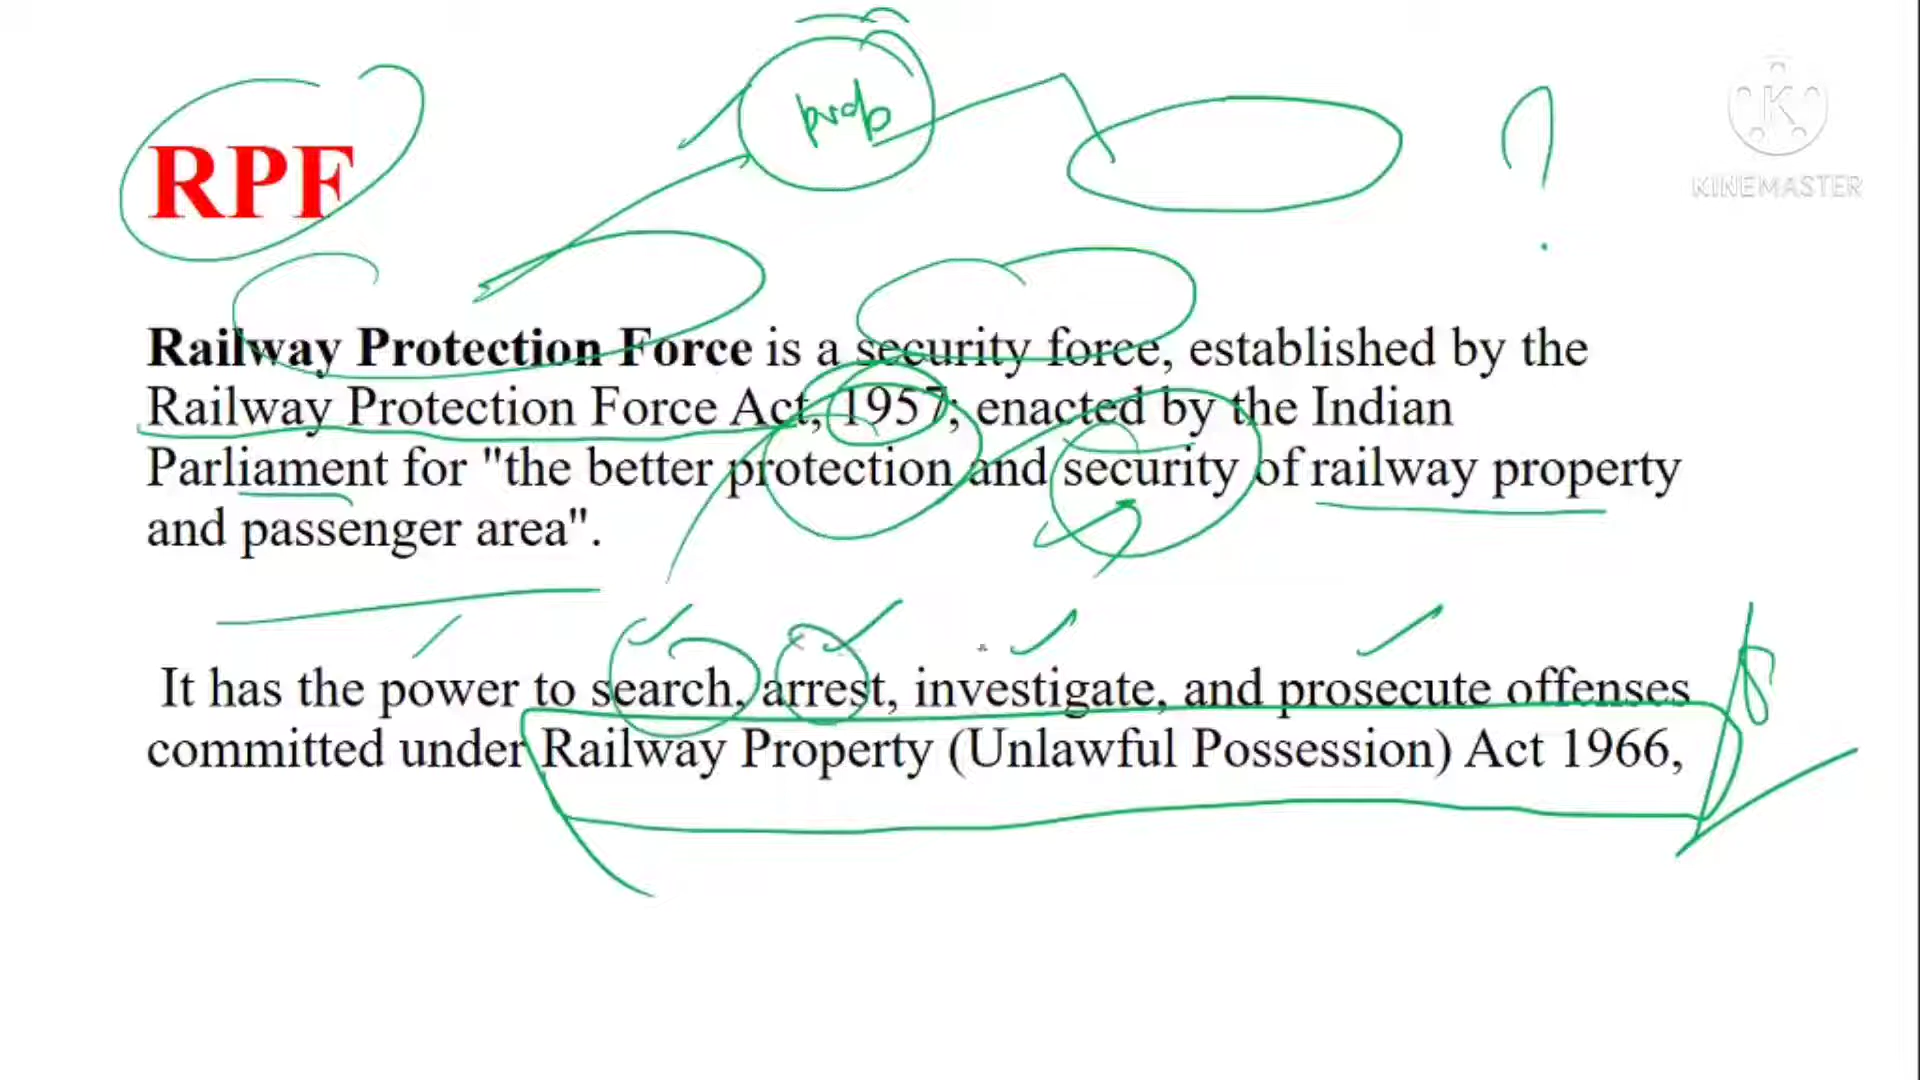 prob
KINEMASTER
RPF
Railway Protection Force is a security force, established by the
Railway Protection Force Act, 1957; enacted by the Indian
Parliament for "the better protection and security of railway property
and passenger area".
It has the power to search, arrest, investigate, and prosecute offenses
committed under Railway Property (Unlawful Possession) Act 1966,